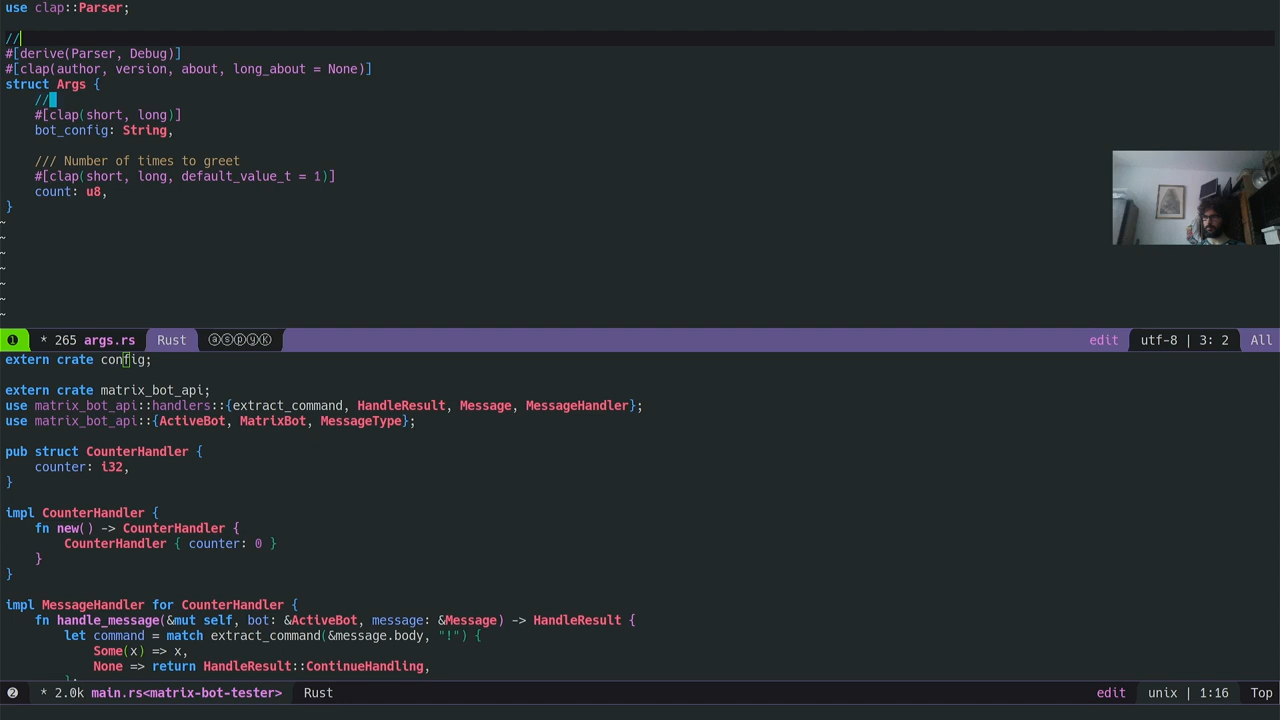 use clap::Parser;
//
#[derive(Parser, Debug)]
#[clap(author, version, about, long_about = None)]
struct Args {
    //
    #[clap(short, long)]
    bot_config: String,
    /// Number of times to greet
    #[clap(short, long, default_value_t = 1)]
    count: u8,
}
~
~
~
~
~
~
~
❶ * 265 args.rs Rust ⓐⓢⓟⓨⓀ edit utf-8 | 3: 2 All
extern crate config;
extern crate matrix_bot_api;
use matrix_bot_api::handlers::{extract_command, HandleResult, Message, MessageHandler};
use matrix_bot_api::{ActiveBot, MatrixBot, MessageType};
pub struct CounterHandler {
    counter: i32,
}
impl CounterHandler {
    fn new() -> CounterHandler {
        CounterHandler { counter: 0 }
    }
}
impl MessageHandler for CounterHandler {
    fn handle_message(&mut self, bot: &ActiveBot, message: &Message) -> HandleResult {
        let command = match extract_command(&message.body, "!") {
            Some(x) => x,
            None => return HandleResult::ContinueHandling,
        };
❷ * 2.0k main.rs<matrix-bot-tester> Rust edit unix | 1:16 Top